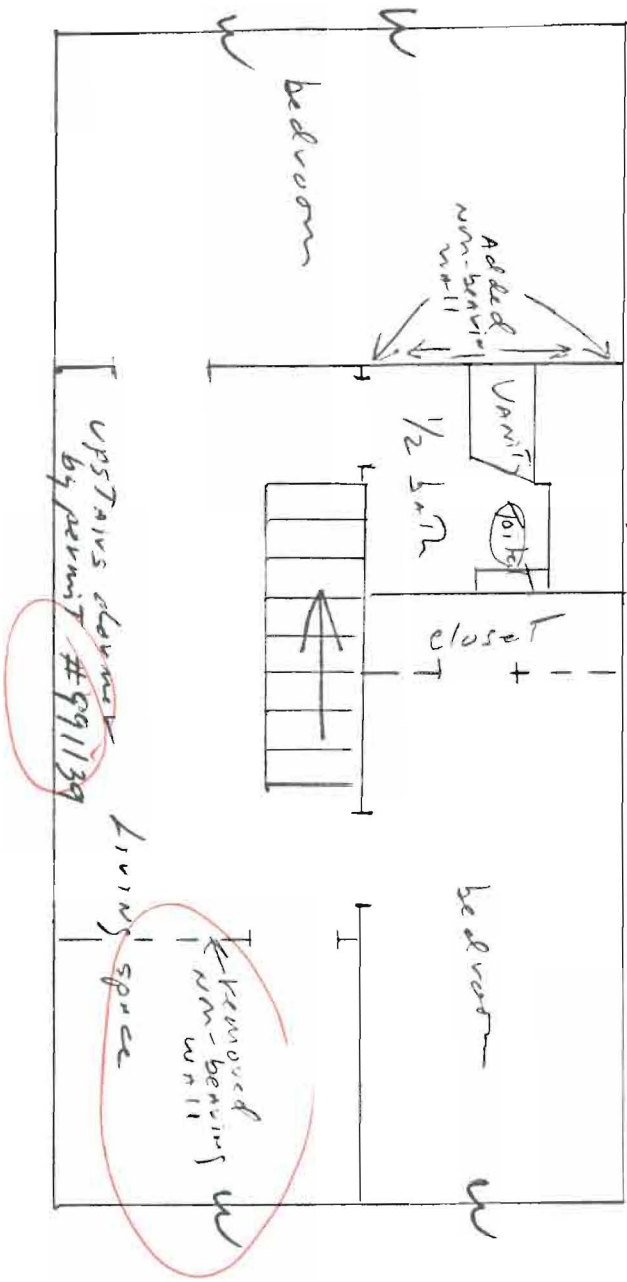 bedroom
Added
non-bearing
wall
VANITY
Toilet
1/2 bath
closet
UPSTAIRS dormer
by permit #991139
Living space
removed
non-bearing
wall
bedroom